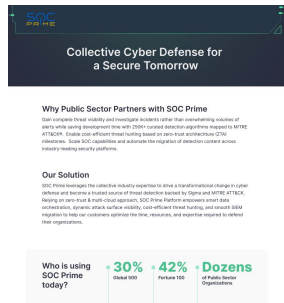 SOC
PRIME
Collective Cyber Defense for
a Secure Tomorrow
Why Public Sector Partners with SOC Prime
Gain complete threat visibility and investigate incidents rather than overwhelming volumes of
alerts while saving development time with 250K+ curated detection algorithms mapped to MITRE
ATT&CK®. Enable cost-efficient threat hunting based on zero-trust architecture (ZTA)
milestones. Scale SOC capabilities and automate the migration of detection content across
industry-leading security platforms.
Our Solution
SOC Prime leverages the collective industry expertise to drive a transformational change in cyber
defense and become a trusted source of threat detection backed by Sigma and MITRE ATT&CK.
Relying on zero-trust & multi-cloud approach, SOC Prime Platform empowers smart data
orchestration, dynamic attack surface visibility, cost-efficient threat hunting, and smooth SIEM
migration to help our customers optimize the time, resources, and expertise required to defend
their organizations.
Who is using
SOC Prime
today?
30%
Global 500
42%
Fortune 100
Dozens
of Public Sector
Organizations